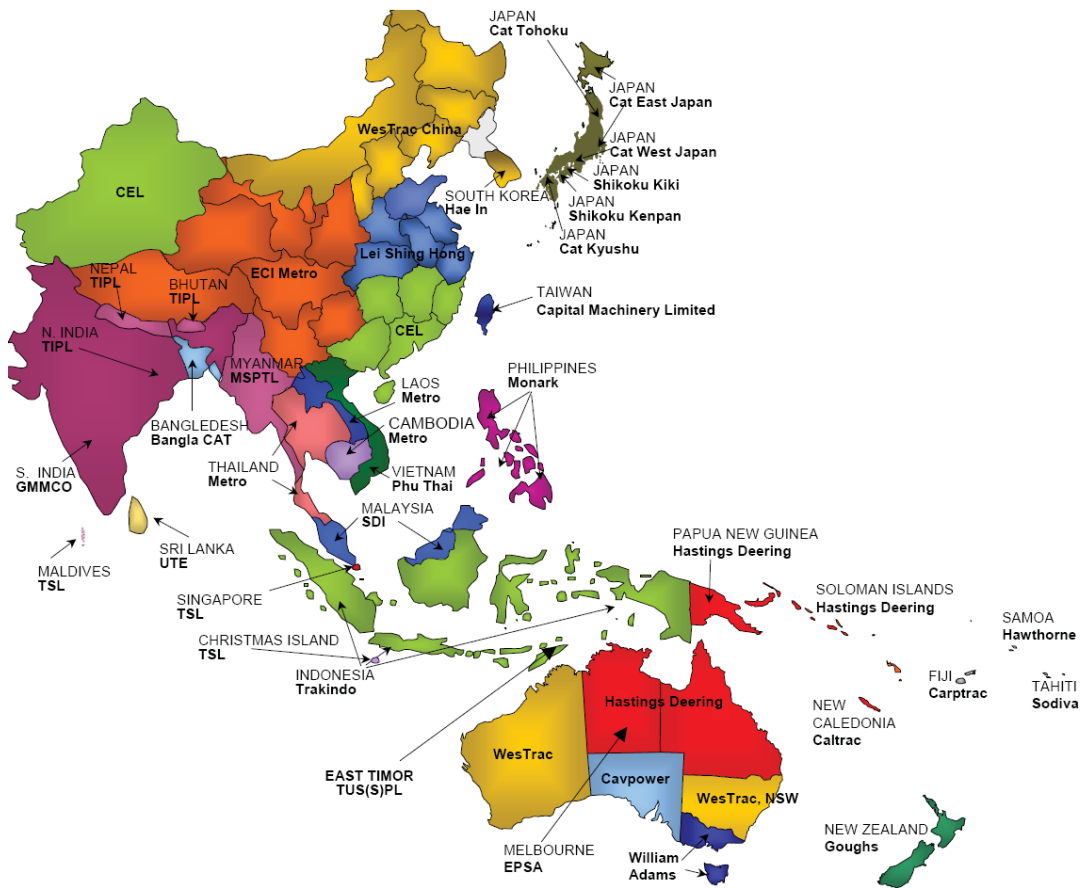 JAPAN
Cat Tohoku
JAPAN
Cat East Japan
WesTrac China
JAPAN
Cat West Japan
JAPAN
Shikoku Kiki
CEL
SOUTH KOREA
Hae In
JAPAN
Shikoku Kenpan
JAPAN
Cat Kyushu
Lei Shing Hong
NEPAL
TIPL
BHUTAN
TIPL
ECI Metro
TAIWAN
Capital Machinery Limited
N. INDIA
TIPL
CEL
MYANMAR
MSPTL
PHILIPPINES
Monark
LAOS
Metro
BANGLEDESH
Bangla CAT
CAMBODIA
Metro
S. INDIA
GMMCO
THAILAND
Metro
VIETNAM
Phu Thai
MALAYSIA
SDI
PAPUA NEW GUINEA
Hastings Deering
SRI LANKA
UTE
MALDIVES
TSL
SINGAPORE
TSL
SOLOMAN ISLANDS
Hastings Deering
SAMOA
Hawthorne
CHRISTMAS ISLAND
TSL
INDONESIA
Trakindo
FIJI
Carptrac
TAHITI
Sodiva
Hastings Deering
NEW
CALEDONIA
Caltrac
WesTrac
EAST TIMOR
TUS(S)PL
Cavpower
WesTrac, NSW
NEW ZEALAND
Goughs
MELBOURNE
EPSA
William
Adams